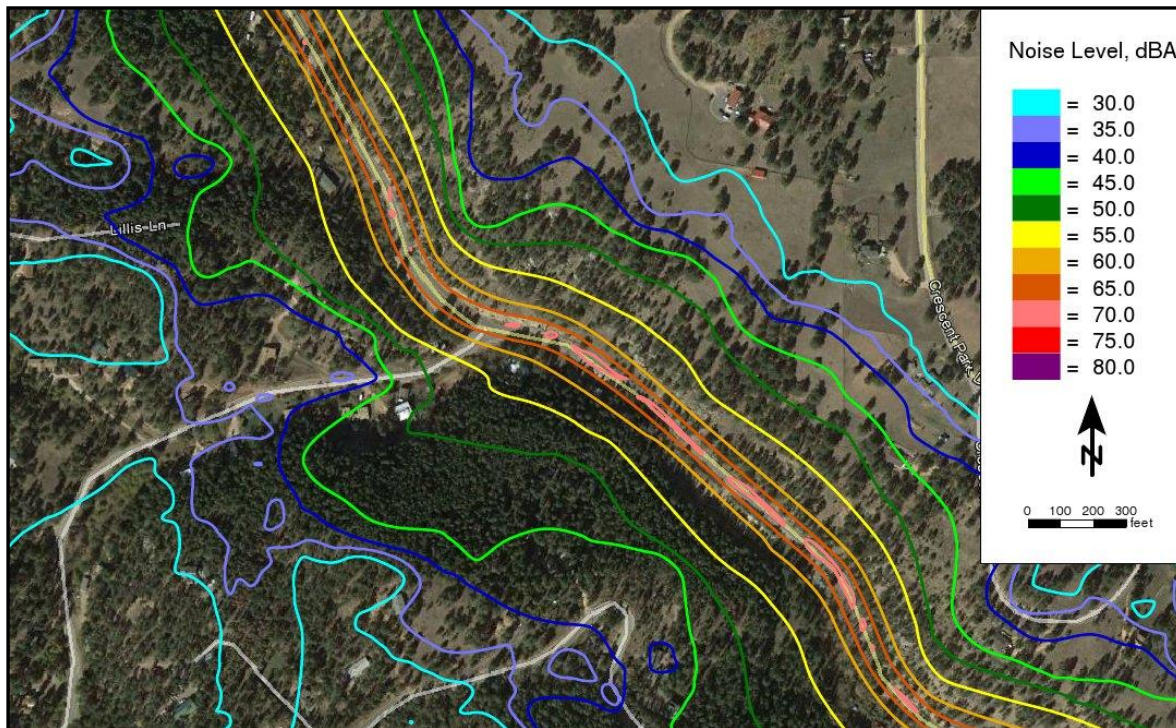 Noise Level, dBA
= 30.0
= 35.0
= 40.0
= 45.0
= 50.0
= 55.0
= 60.0
= 65.0
= 70.0
= 75.0
= 80.0
N
0 100 200 300
feet
Lillis Ln
Crescent Park